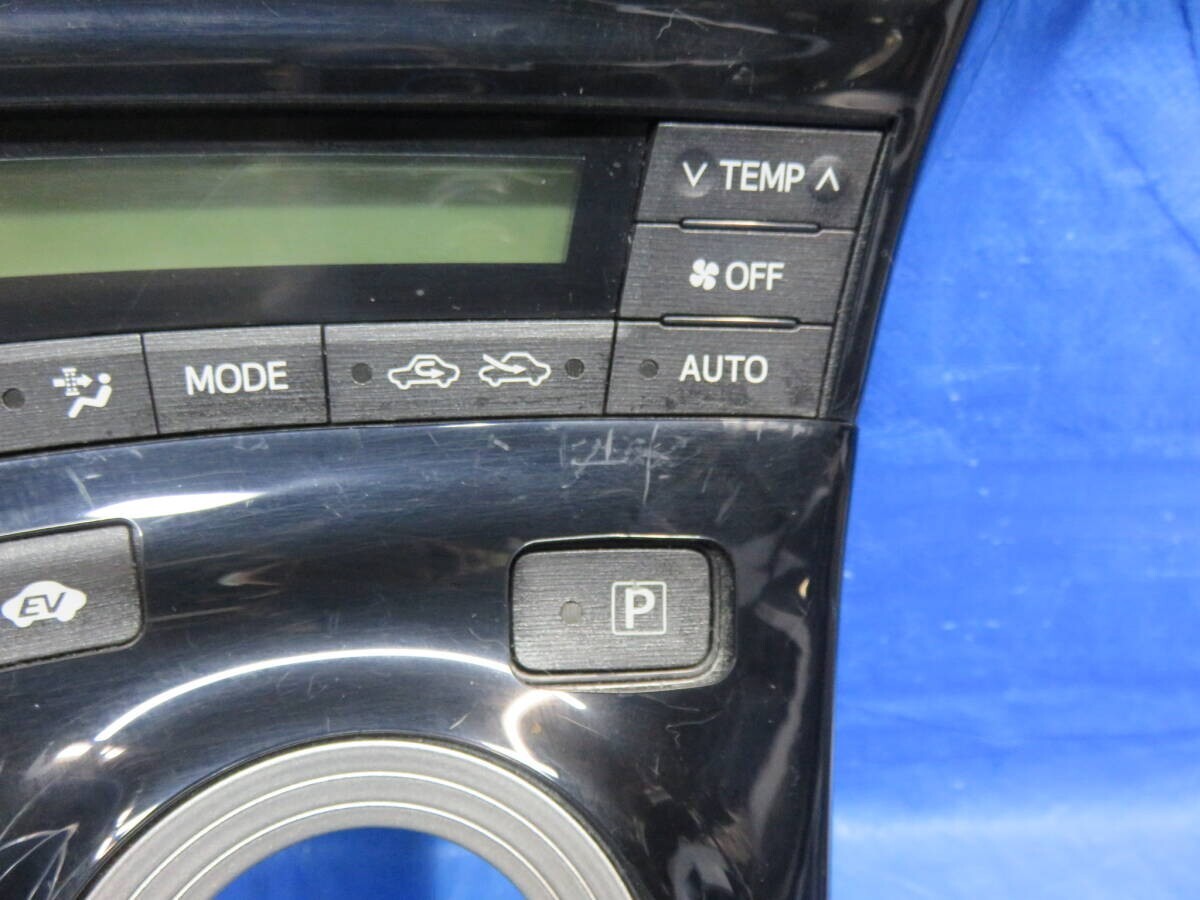 ∨ TEMP ∧
OFF
MODE
AUTO
EV
P